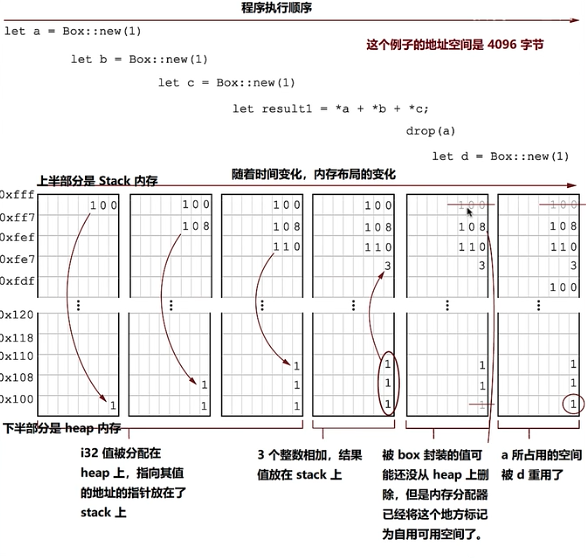 程序执行顺序
let a = Box::new(1)
这个例子的地址空间是 4096 字节
let b = Box::new(1)
let c = Box::new(1)
let result1 = *a + *b + *c;
drop(a)
let d = Box::new(1)
上半部分是 Stack 内存
随着时间变化，内存布局的变化
0xfff
0xff7
0xfef
0xfe7
0xfdf
0x120
0x118
0x110
0x108
0x100
100
1
100
108
1
1
100
108
110
1
1
1
100
108
110
3
1
1
1
100
108
110
3
1
1
1
100
108
110
3
100
1
1
1
下半部分是 heap 内存
i32 值被分配在
heap 上，指向其值
的地址的指针放在了
stack 上
3 个整数相加，结果
值放在 stack 上
被 box 封装的值可
能还没从 heap 上删
除，但是内存分配器
已经将这个地方标记
为自用可用空间了。
a 所占用的空间
被 d 重用了